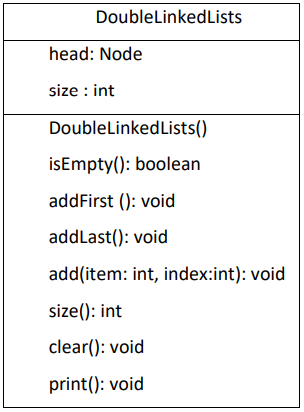 DoubleLinkedLists
head: Node
size : int
DoubleLinkedLists()
isEmpty(): boolean
addFirst (): void
addLast(): void
add(item: int, index:int): void
size(): int
clear(): void
print(): void